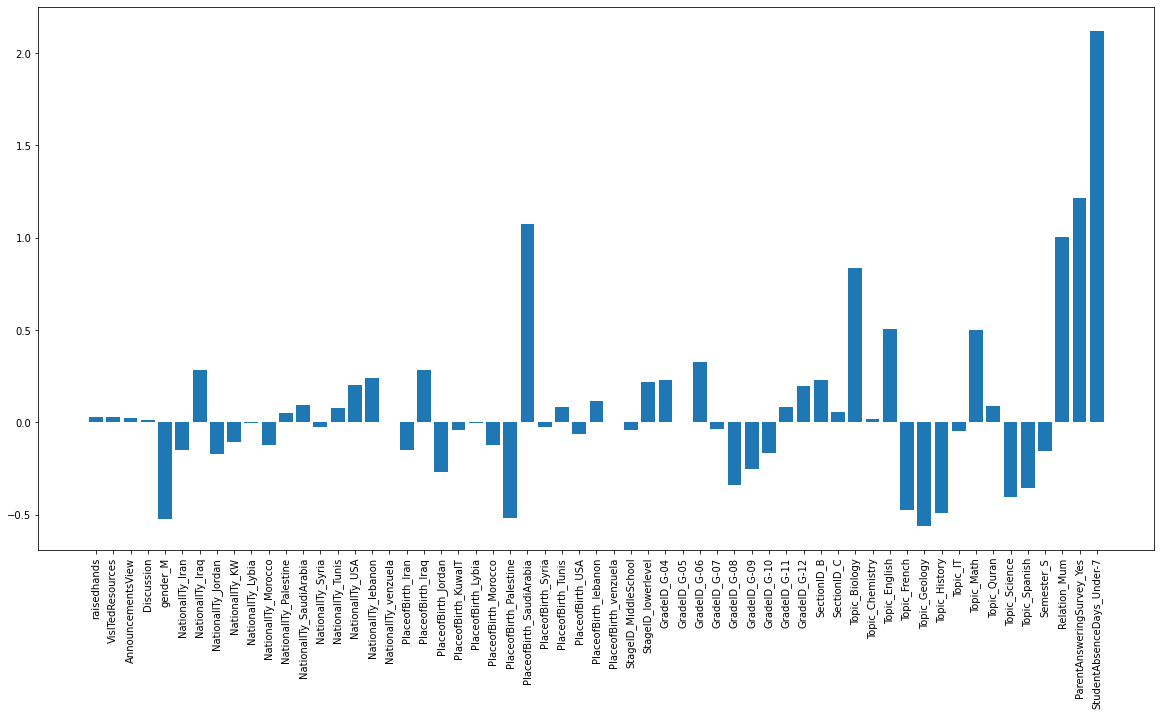 2.0
1.5
1.0
0.5
0.0
−0.5
raisedhands
VisITedResources
AnnouncementsView
Discussion
gender_M
NationalITy_Iran
NationalITy_Iraq
NationalITy_Jordan
NationalITy_KW
NationalITy_Lybia
NationalITy_Morocco
NationalITy_Palestine
NationalITy_SaudiArabia
NationalITy_Syria
NationalITy_Tunis
NationalITy_USA
NationalITy_lebanon
NationalITy_venzuela
PlaceofBirth_Iran
PlaceofBirth_Iraq
PlaceofBirth_Jordan
PlaceofBirth_KuwaIT
PlaceofBirth_Lybia
PlaceofBirth_Morocco
PlaceofBirth_Palestine
PlaceofBirth_SaudiArabia
PlaceofBirth_Syria
PlaceofBirth_Tunis
PlaceofBirth_USA
PlaceofBirth_lebanon
PlaceofBirth_venzuela
StageID_MiddleSchool
StageID_lowerlevel
GradeID_G-04
GradeID_G-05
GradeID_G-06
GradeID_G-07
GradeID_G-08
GradeID_G-09
GradeID_G-10
GradeID_G-11
GradeID_G-12
SectionID_B
SectionID_C
Topic_Biology
Topic_Chemistry
Topic_English
Topic_French
Topic_Geology
Topic_History
Topic_IT
Topic_Math
Topic_Quran
Topic_Science
Topic_Spanish
Semester_S
Relation_Mum
ParentAnsweringSurvey_Yes
StudentAbsenceDays_Under-7